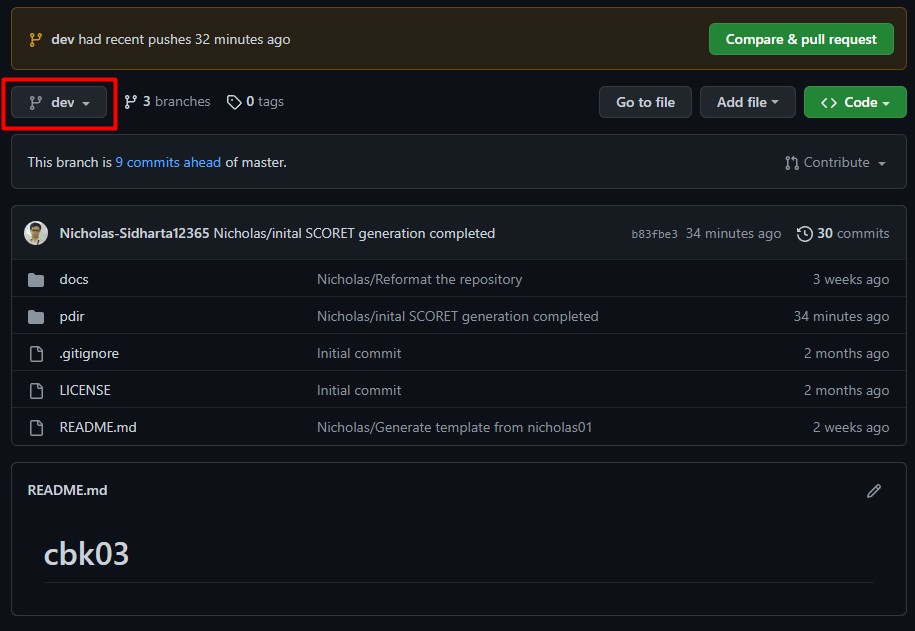 dev had recent pushes 32 minutes ago
Compare & pull request
dev
3 branches
0 tags
Go to file
Add file
Code
This branch is 9 commits ahead of master.
Contribute
Nicholas-Sidharta12365 Nicholas/inital SCORET generation completed
b83fbe3 34 minutes ago
30 commits
docs
Nicholas/Reformat the repository
3 weeks ago
pdir
Nicholas/inital SCORET generation completed
34 minutes ago
.gitignore
Initial commit
2 months ago
LICENSE
Initial commit
2 months ago
README.md
Nicholas/Generate template from nicholas01
2 weeks ago
README.md
cbk03